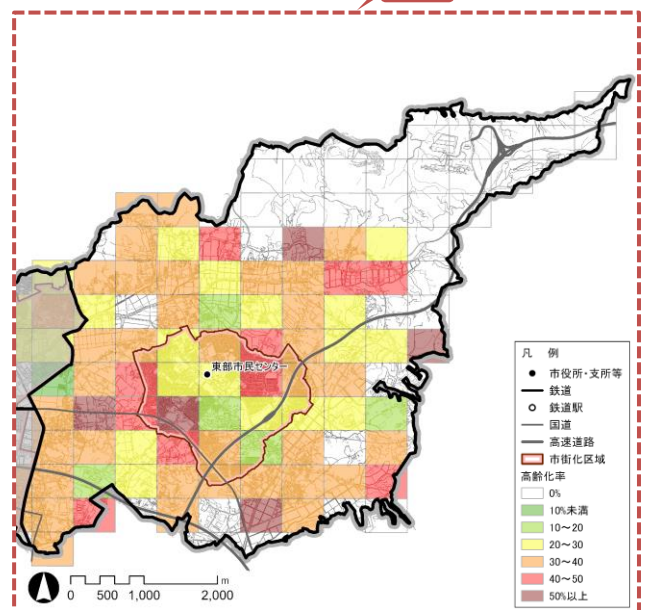 東部市民センター
凡 例
市役所・支所等
鉄道
鉄道駅
国道
高速道路
市街化区域
高齢化率
0%
10%未満
10～20
20～30
30～40
40～50
50%以上
0 500 1,000 2,000 m